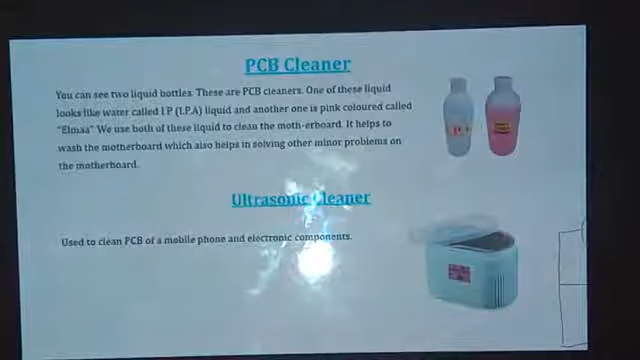 PCB Cleaner
You can see two liquid bottles. These are PCB cleaners. One of these liquid
looks like water called I.P (I.P.A) liquid and another one is pink coloured called
"Elmaa" We use both of these liquid to clean the moth-erboard. It helps to
wash the motherboard which also helps in solving other minor problems on
the motherboard.
Ultrasonic Cleaner
Used to clean PCB of a mobile phone and electronic components.